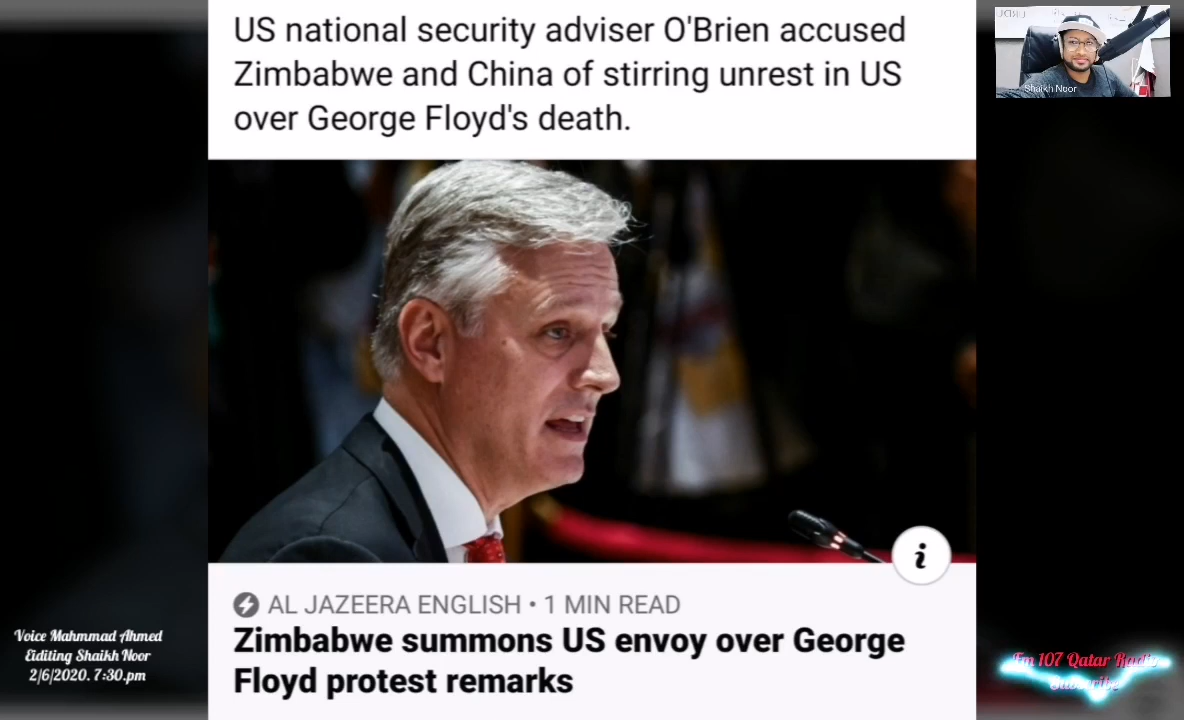 US national security adviser O'Brien accused
Zimbabwe and China of stirring unrest in US
over George Floyd's death.
Shaikh Noor
i
AL JAZEERA ENGLISH • 1 MIN READ
Zimbabwe summons US envoy over George
Floyd protest remarks
Voice Mahmmad Ahmed
Eiditing Shaikh Noor
2/6/2020. 7:30.pm
Fm 107 Qatar Radio
Subscribe